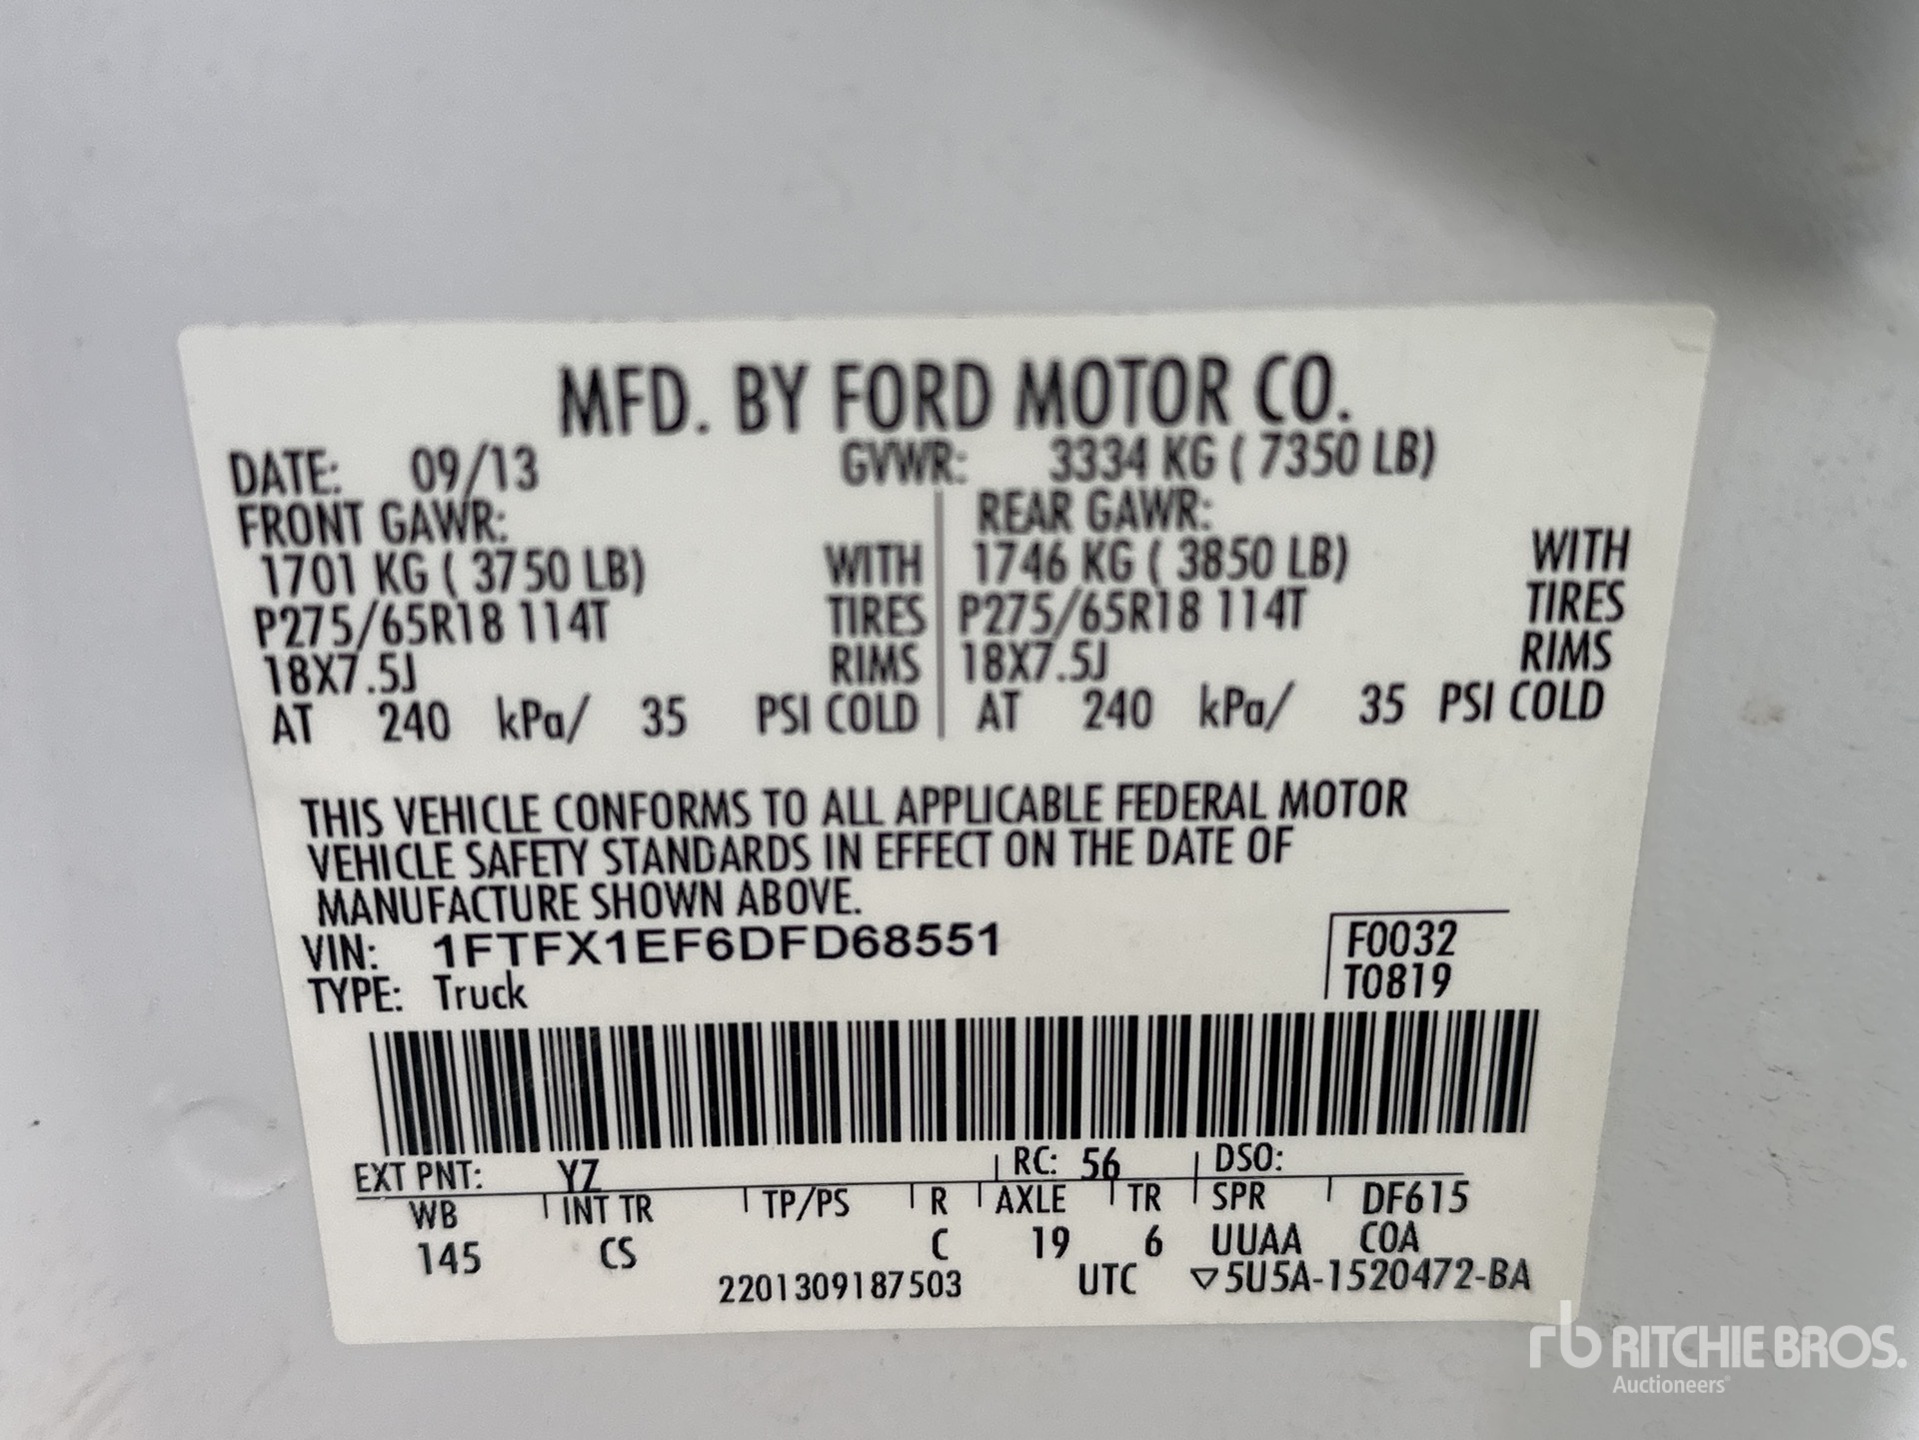 MFD. BY FORD MOTOR CO.
DATE: 09/13 GVWR: 3334 KG ( 7350 LB)
FRONT GAWR: REAR GAWR:
1701 KG ( 3750 LB) WITH 1746 KG ( 3850 LB) WITH
P275/65R18 114T TIRES P275/65R18 114T TIRES
18X7.5J RIMS 18X7.5J RIMS
AT 240 kPa/ 35 PSI COLD AT 240 kPa/ 35 PSI COLD
THIS VEHICLE CONFORMS TO ALL APPLICABLE FEDERAL MOTOR
VEHICLE SAFETY STANDARDS IN EFFECT ON THE DATE OF
MANUFACTURE SHOWN ABOVE.
VIN: 1FTFX1EF6DFD68551 F0032
TYPE: Truck T0819
EXT PNT: YZ RC: 56 DSO:
WB INT TR TP/PS R AXLE TR SPR DF615
145 CS C 19 6 UUAA COA
2201309187503 UTC ▽5U5A-1520472-BA
rb RITCHIE BROS.
Auctioneers